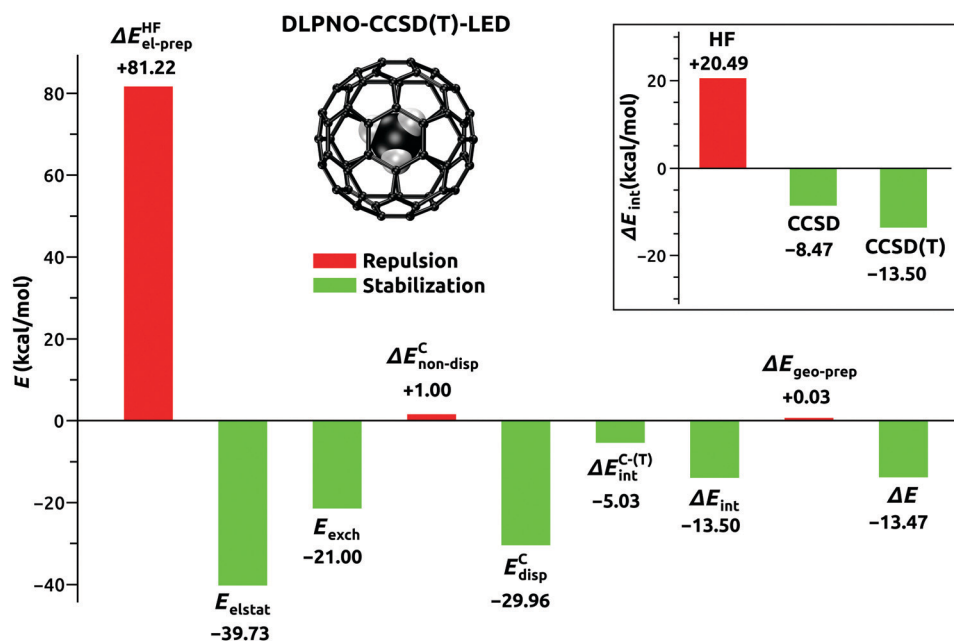 DLPNO-CCSD(T)-LED
ΔE^HF_el-prep
+81.22
80
60
40
20
0
−20
−40
E (kcal/mol)
Repulsion
Stabilization
E_elstat
−39.73
E_exch
−21.00
ΔE^C_non-disp
+1.00
E^C_disp
−29.96
ΔE^C-(T)_int
−5.03
ΔE_int
−13.50
ΔE_geo-prep
+0.03
ΔE
−13.47
HF
+20.49
20
0
−20
ΔE_int(kcal/mol)
CCSD
−8.47
CCSD(T)
−13.50